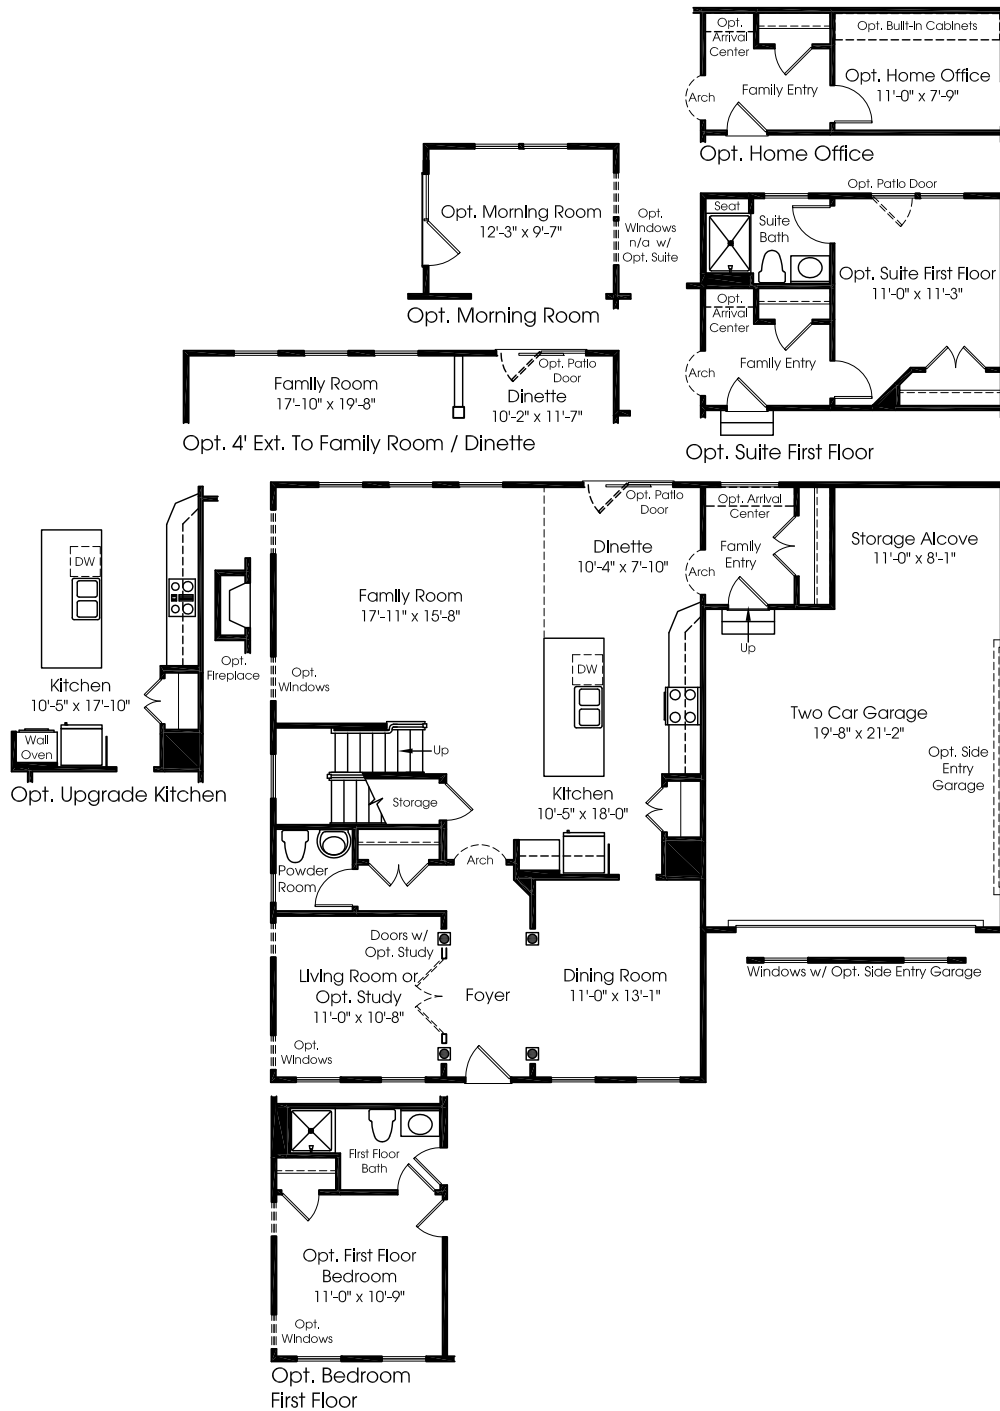 Opt.
Arrival
Center
Opt. Built-In Cabinets
Opt. Home Office
11'-0" x 7'-9"
Family Entry
Arch
Opt. Home Office
Opt. Morning Room
12'-3" x 9'-7"
Opt.
Windows
n/a w/
Opt. Suite
Opt. Morning Room
Opt. Patio Door
Seat
Suite
Bath
Opt. Suite First Floor
11'-0" x 11'-3"
Opt.
Arrival
Center
Family Entry
Arch
Opt. Suite First Floor
Family Room
17'-10" x 19'-8"
Opt. Patio
Door
Dinette
10'-2" x 11'-7"
Opt. 4' Ext. To Family Room / Dinette
DW
Kitchen
10'-5" x 17'-10"
Wall
Oven
Opt. Upgrade Kitchen
Opt.
Fireplace
Opt. Patio
Door
Dinette
10'-4" x 7'-10"
Family Room
17'-11" x 15'-8"
Opt.
Windows
Opt. Arrival
Center
Family
Entry
Arch
Up
Storage Alcove
11'-0" x 8'-1"
Two Car Garage
19'-8" x 21'-2"
Opt. Side
Entry
Garage
DW
Kitchen
10'-5" x 18'-0"
Up
Storage
Arch
Powder
Room
Doors w/
Opt. Study
Living Room or
Opt. Study
11'-0" x 10'-8"
Opt.
Windows
Foyer
Dining Room
11'-0" x 13'-1"
Windows w/ Opt. Side Entry Garage
First Floor
Bath
Opt. First Floor
Bedroom
11'-0" x 10'-9"
Opt.
Windows
Opt. Bedroom
First Floor